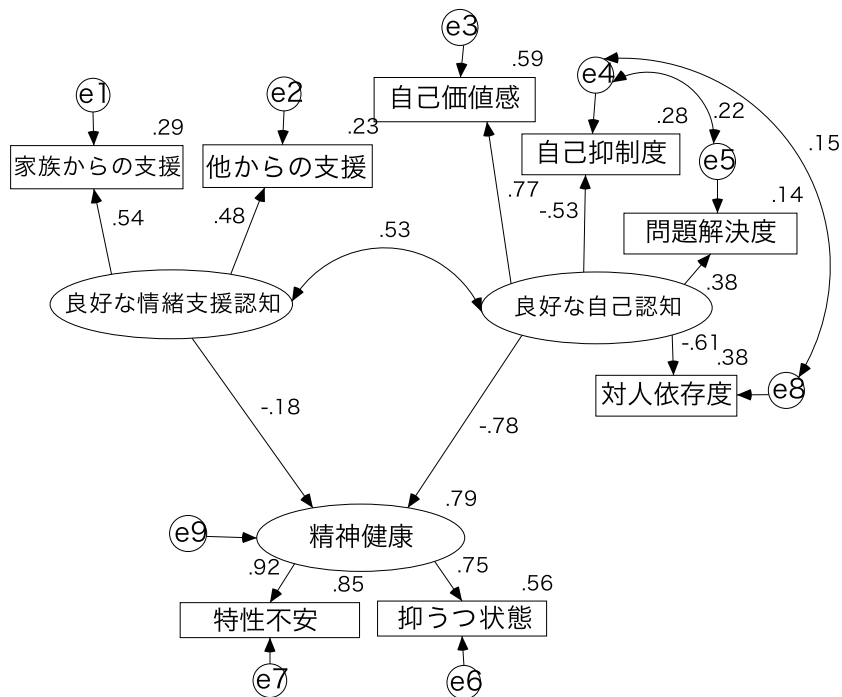 e3
.59
自己価値感
e4
e1
e2
.22
.28
.15
.29
.23
自己抑制度
e5
家族からの支援
他からの支援
.77
.14
-.53
.54
.48
.53
問題解決度
.38
良好な情緒支援認知
良好な自己認知
-.61
.38
対人依存度
e8
-.18
-.78
.79
e9
精神健康
.92
.85
.75
.56
特性不安
抑うつ状態
e7
e6